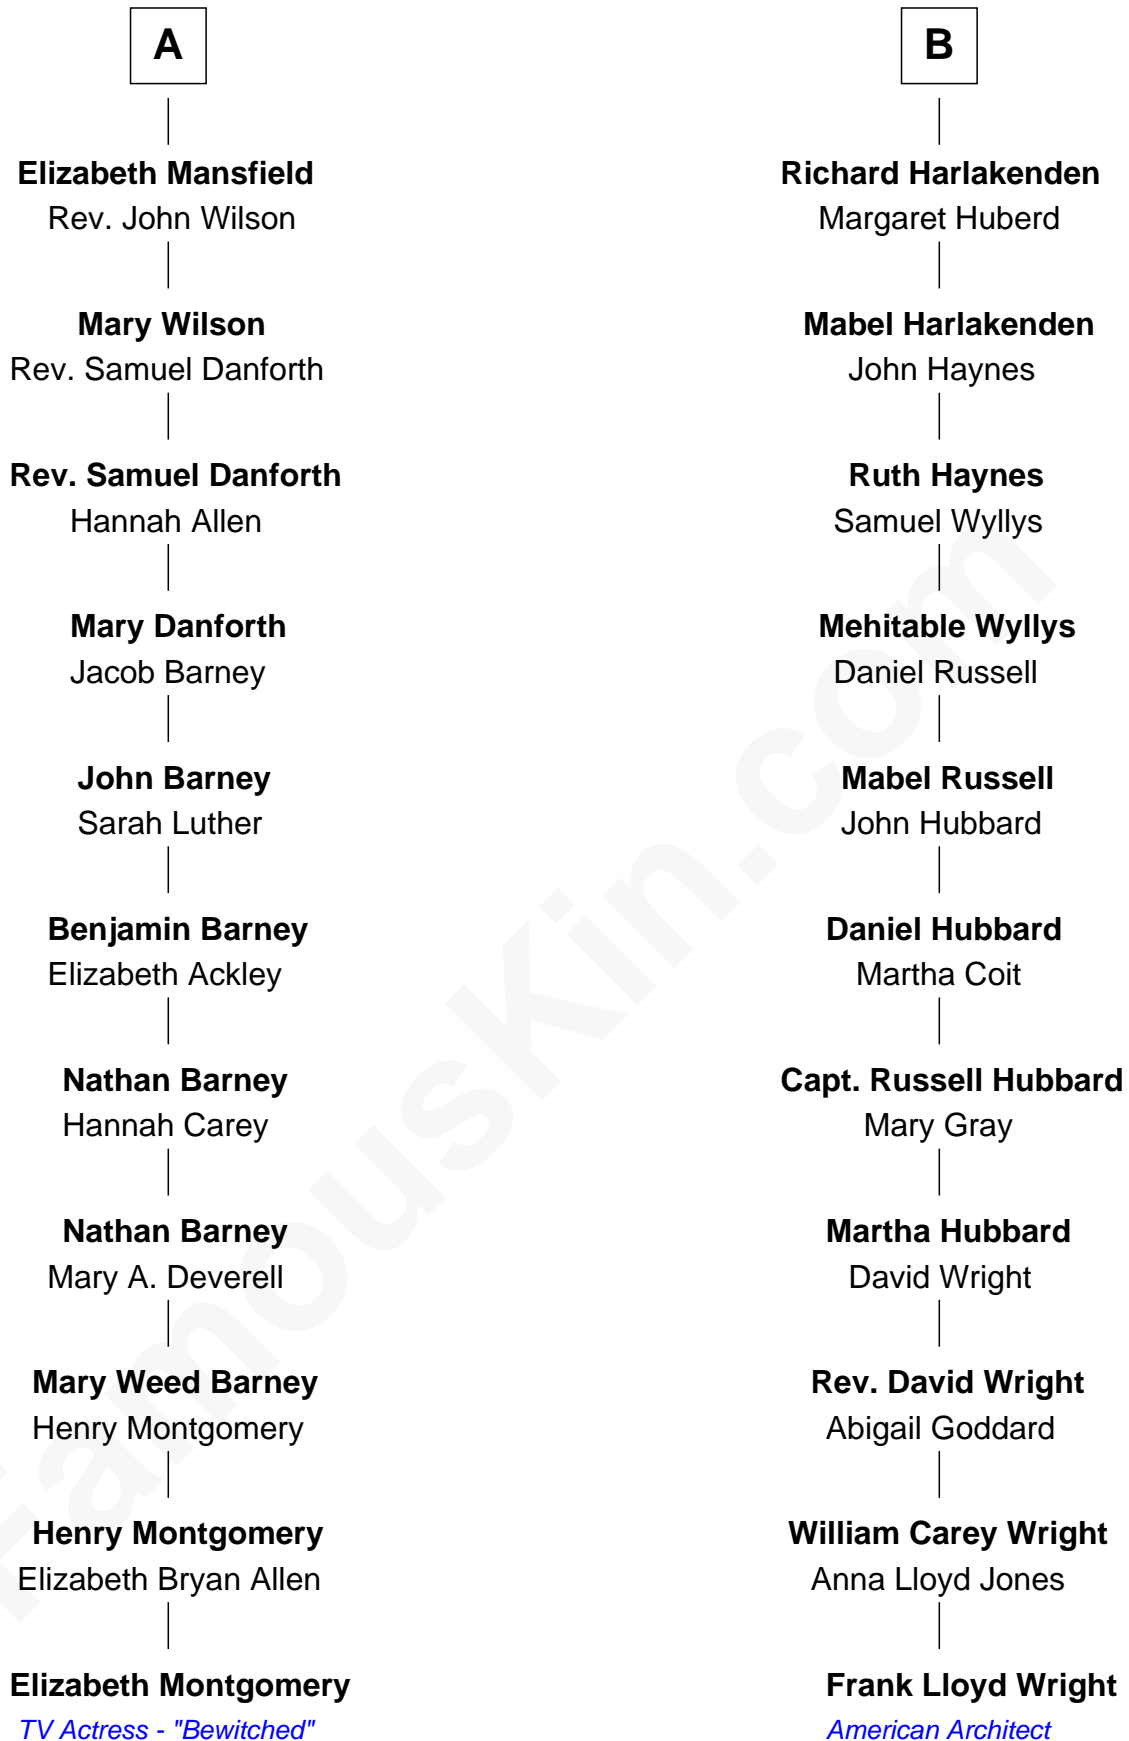 A
Elizabeth Mansfield
Rev. John Wilson
Mary Wilson
Rev. Samuel Danforth
Rev. Samuel Danforth
Hannah Allen
Mary Danforth
Jacob Barney
John Barney
Sarah Luther
Benjamin Barney
Elizabeth Ackley
Nathan Barney
Hannah Carey
Nathan Barney
Mary A. Deverell
Mary Weed Barney
Henry Montgomery
Henry Montgomery
Elizabeth Bryan Allen
Elizabeth Montgomery
TV Actress - "Bewitched"
B
Richard Harlakenden
Margaret Huberd
Mabel Harlakenden
John Haynes
Ruth Haynes
Samuel Wyllys
Mehitable Wyllys
Daniel Russell
Mabel Russell
John Hubbard
Daniel Hubbard
Martha Coit
Capt. Russell Hubbard
Mary Gray
Martha Hubbard
David Wright
Rev. David Wright
Abigail Goddard
William Carey Wright
Anna Lloyd Jones
Frank Lloyd Wright
American Architect
FamousKin.com